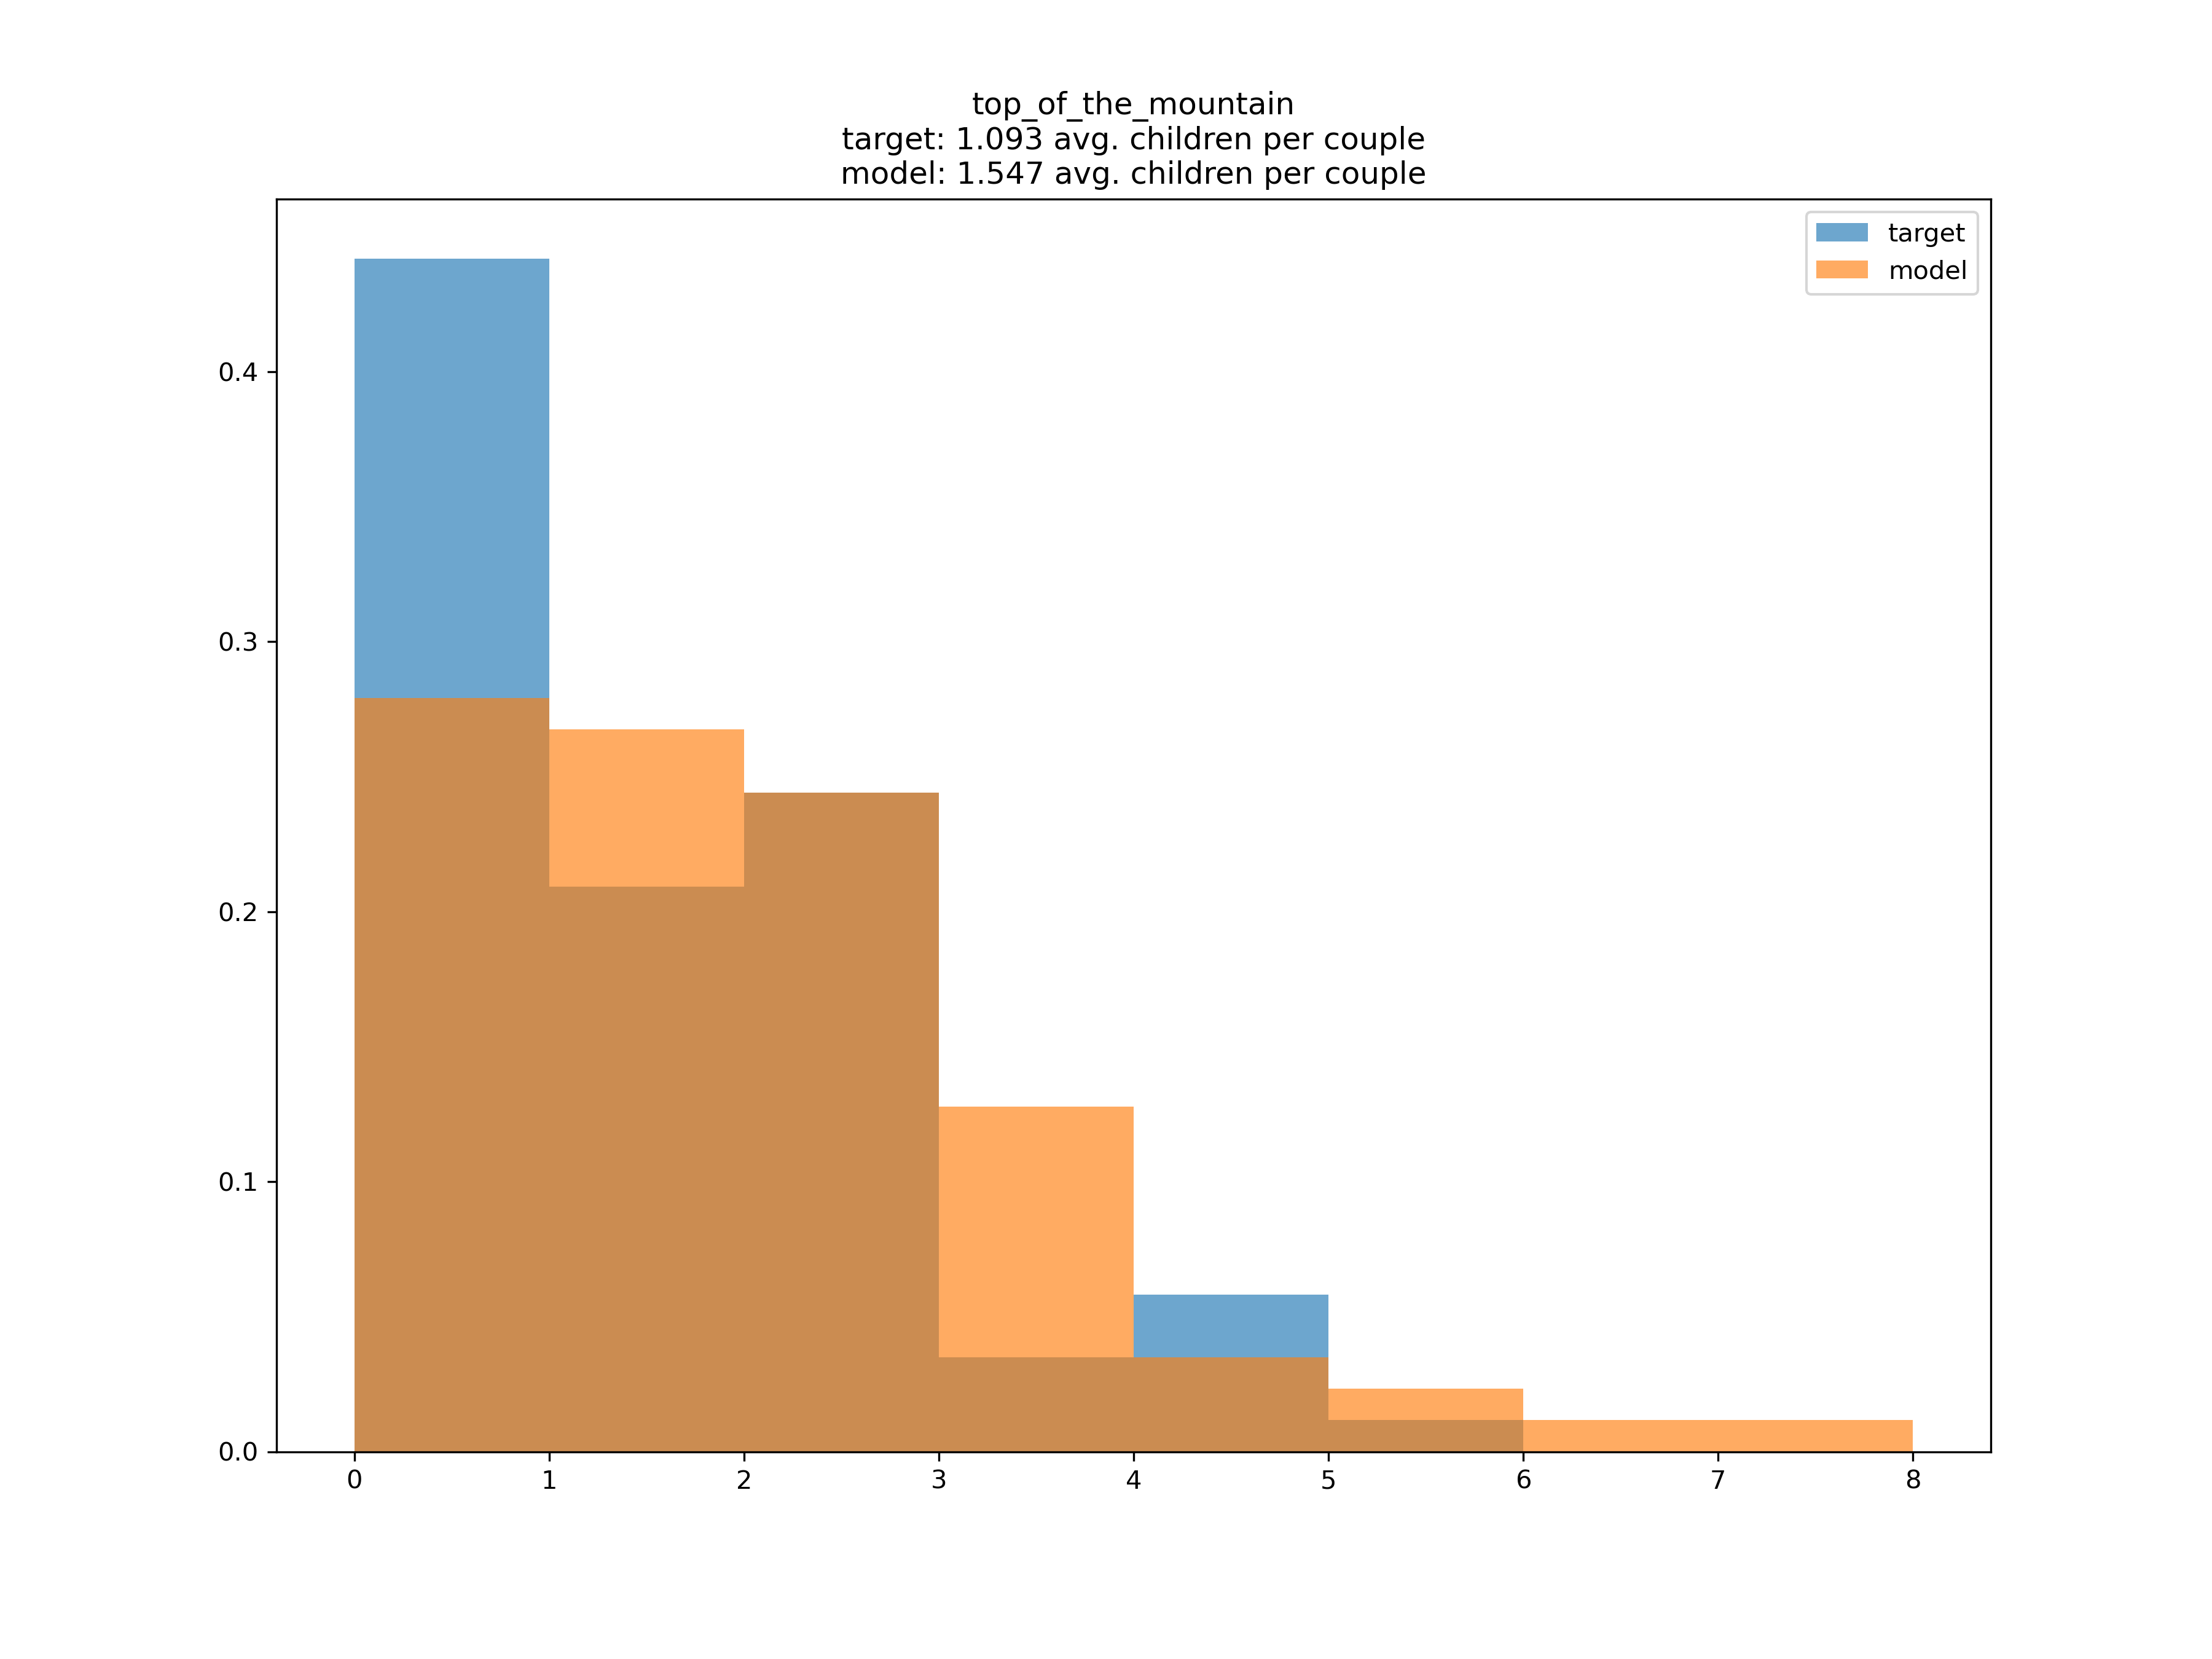 top_of_the_mountain
target: 1.093 avg. children per couple
model: 1.547 avg. children per couple
target
model
0.4
0.3
0.2
0.1
0.0
0 1 2 3 4 5 6 7 8